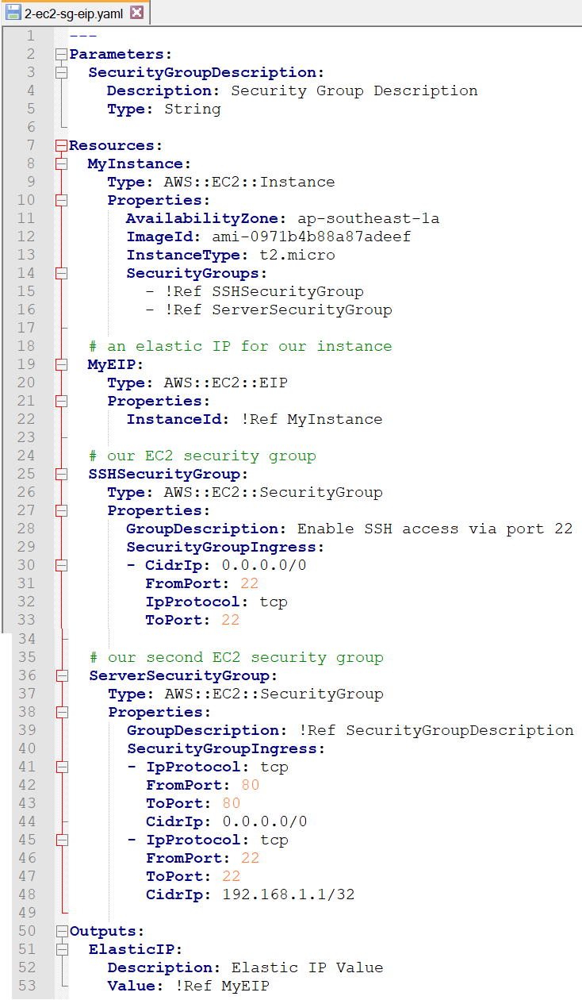 2-ec2-sg-eip.yaml
1 ---
2 Parameters:
3   SecurityGroupDescription:
4     Description: Security Group Description
5     Type: String
6
7 Resources:
8   MyInstance:
9     Type: AWS::EC2::Instance
10     Properties:
11       AvailabilityZone: ap-southeast-1a
12       ImageId: ami-0971b4b88a87adeef
13       InstanceType: t2.micro
14       SecurityGroups:
15         - !Ref SSHSecurityGroup
16         - !Ref ServerSecurityGroup
17
18   # an elastic IP for our instance
19   MyEIP:
20     Type: AWS::EC2::EIP
21     Properties:
22       InstanceId: !Ref MyInstance
23
24   # our EC2 security group
25   SSHSecurityGroup:
26     Type: AWS::EC2::SecurityGroup
27     Properties:
28       GroupDescription: Enable SSH access via port 22
29       SecurityGroupIngress:
30       - CidrIp: 0.0.0.0/0
31         FromPort: 22
32         IpProtocol: tcp
33         ToPort: 22
34
35   # our second EC2 security group
36   ServerSecurityGroup:
37     Type: AWS::EC2::SecurityGroup
38     Properties:
39       GroupDescription: !Ref SecurityGroupDescription
40       SecurityGroupIngress:
41       - IpProtocol: tcp
42         FromPort: 80
43         ToPort: 80
44         CidrIp: 0.0.0.0/0
45       - IpProtocol: tcp
46         FromPort: 22
47         ToPort: 22
48         CidrIp: 192.168.1.1/32
49
50 Outputs:
51   ElasticIP:
52     Description: Elastic IP Value
53     Value: !Ref MyEIP